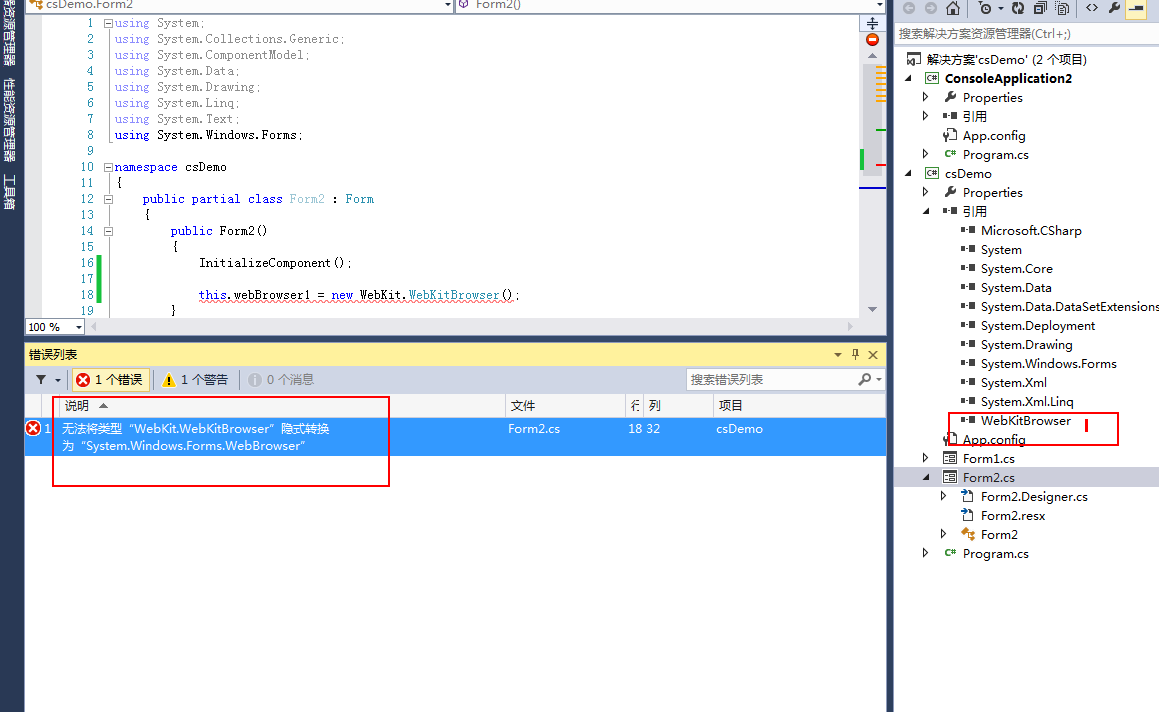 csDemo.Form2
Form2()
器资源管理器
性能资源管理器
工具箱
1 using System;
2 using System.Collections.Generic;
3 using System.ComponentModel;
4 using System.Data;
5 using System.Drawing;
6 using System.Linq;
7 using System.Text;
8 using System.Windows.Forms;
9
10 namespace csDemo
11 {
12 public partial class Form2 : Form
13 {
14 public Form2()
15 {
16 InitializeComponent();
17
18 this.webBrowser1 = new WebKit.WebKitBrowser();
19 }
100 %
错误列表
1 个错误
1 个警告
0 个消息
搜索错误列表
说明 文件 行 列 项目
1 无法将类型“WebKit.WebKitBrowser”隐式转换 Form2.cs 18 32 csDemo
为“System.Windows.Forms.WebBrowser”
搜索解决方案资源管理器(Ctrl+;)
解决方案'csDemo' (2 个项目)
C# ConsoleApplication2
Properties
引用
App.config
C# Program.cs
C# csDemo
Properties
引用
Microsoft.CSharp
System
System.Core
System.Data
System.Data.DataSetExtensions
System.Deployment
System.Drawing
System.Windows.Forms
System.Xml
System.Xml.Linq
WebKitBrowser
App.config
Form1.cs
Form2.cs
Form2.Designer.cs
Form2.resx
Form2
C# Program.cs